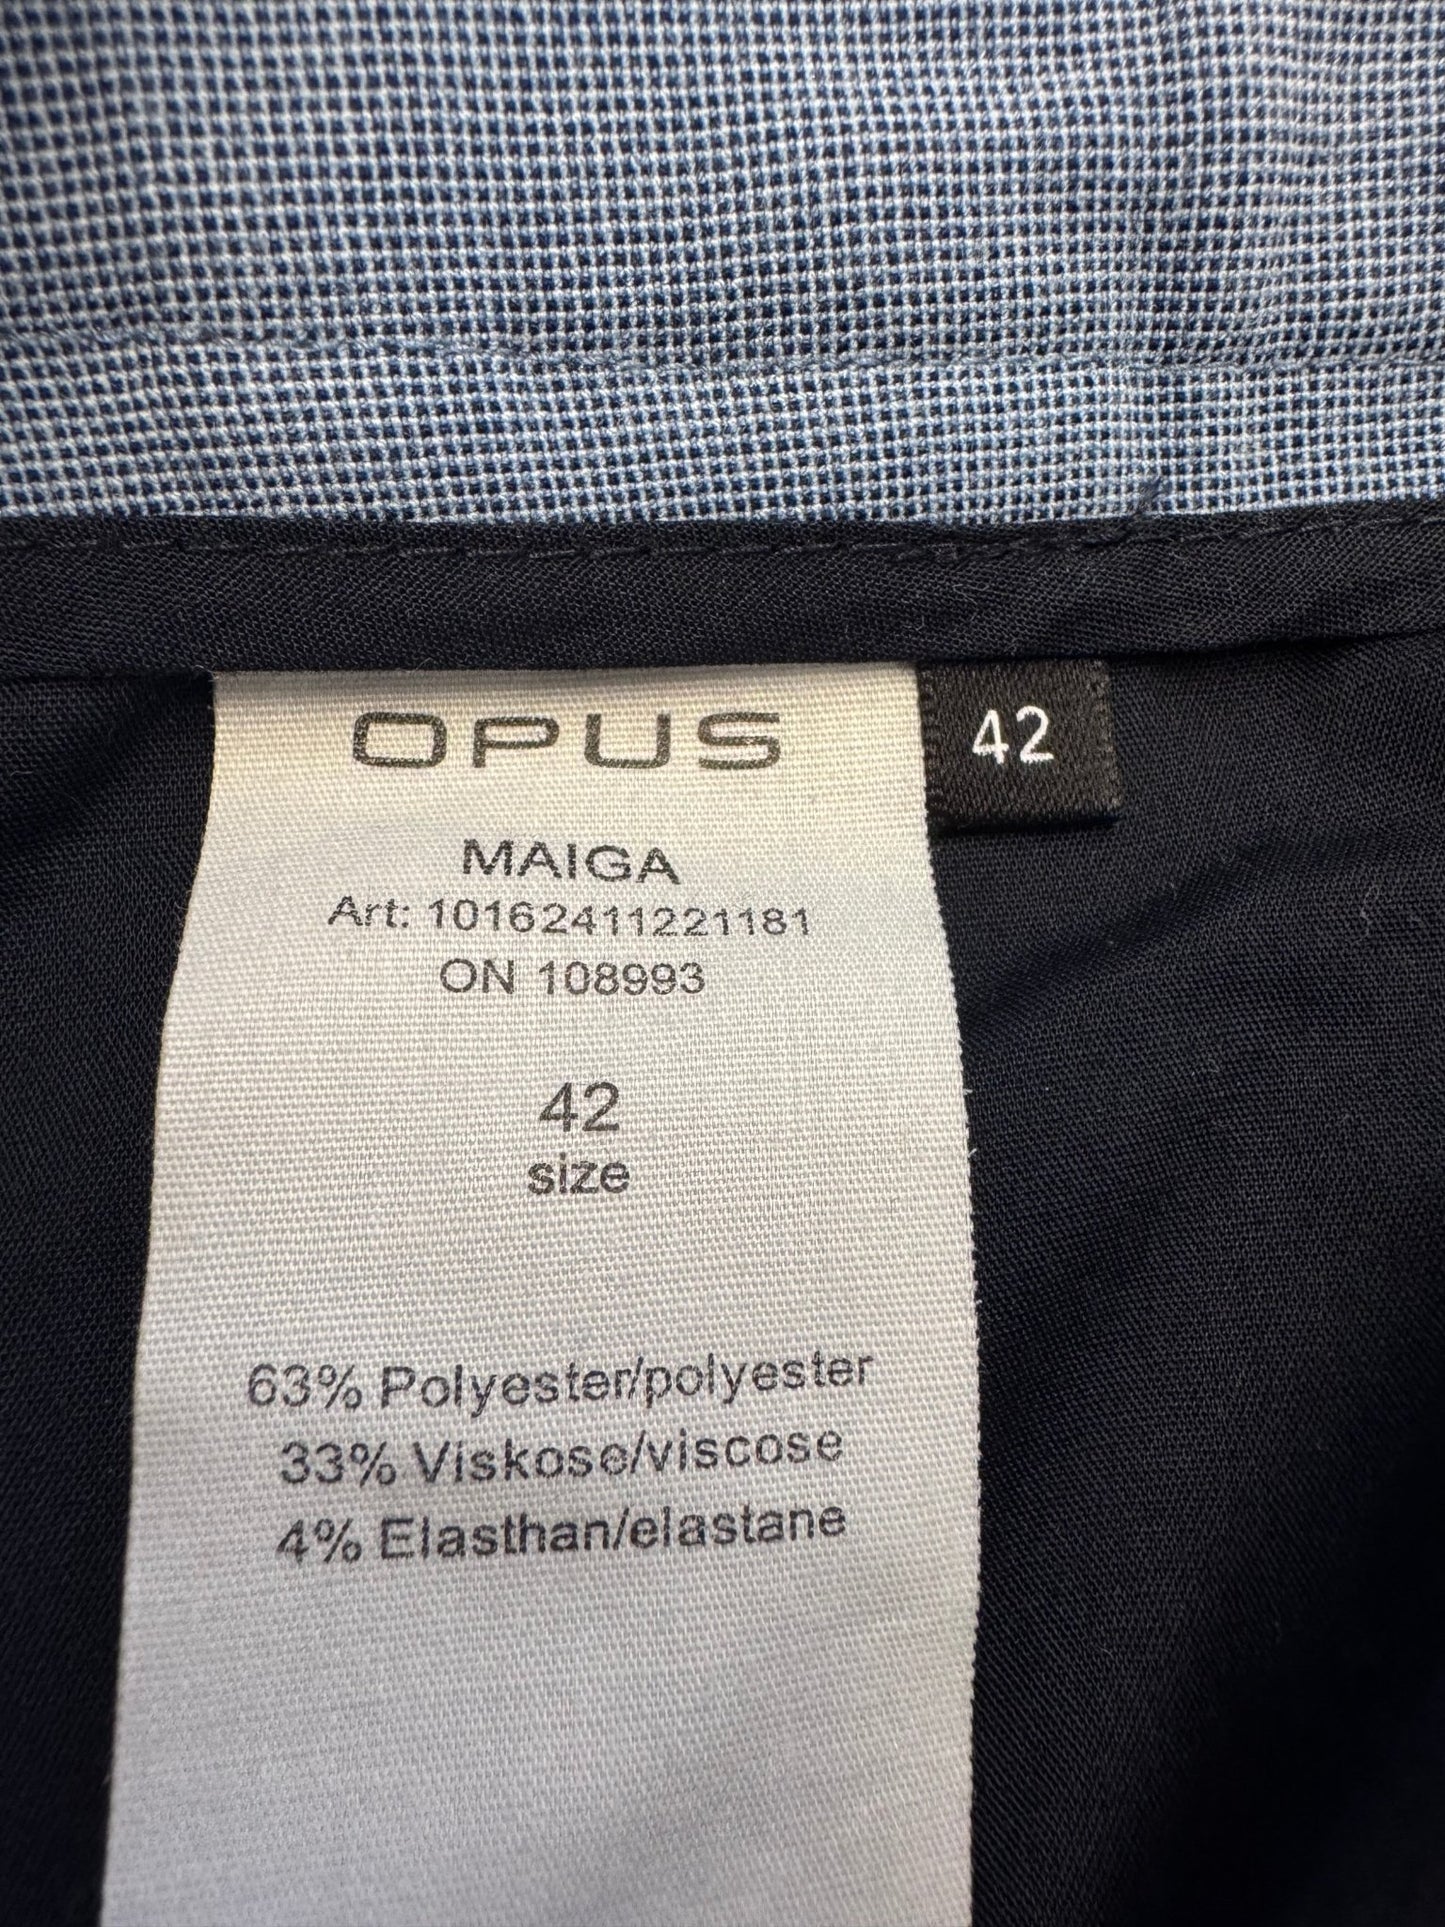 OPUS
42
MAIGA
Art: 10162411221181
ON 108993
42
size
63% Polyester/polyester
33% Viskose/viscose
4% Elasthan/elastane